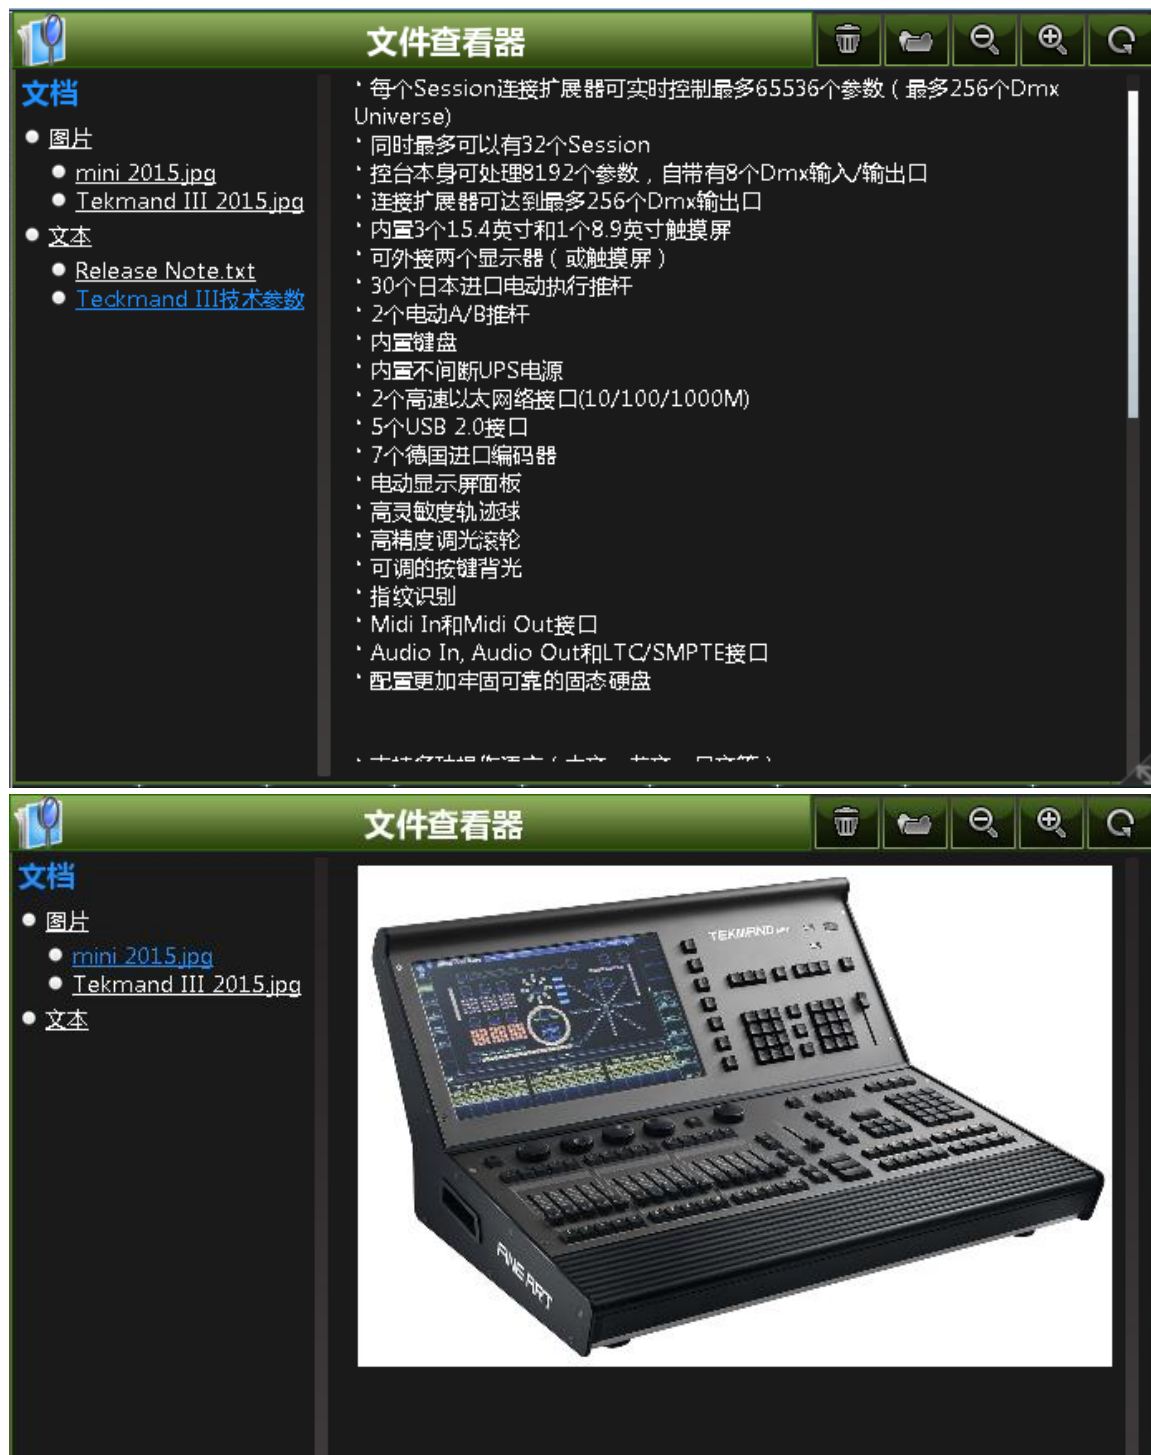 文件查看器
文档
图片
mini 2015.jpg
Tekmand III 2015.jpg
文本
Release Note.txt
Teckmand III技术参数
· 每个Session连接扩展器可实时控制最多65536个参数 ( 最多256个Dmx
Universe)
· 同时最多可以有32个Session
· 控台本身可处理8192个参数，自带有8个Dmx输入/输出口
· 连接扩展器可达到最多256个Dmx输出口
· 内置3个15.4英寸和1个8.9英寸触摸屏
· 可外接两个显示器 ( 或触摸屏 )
· 30个日本进口电动执行推杆
· 2个电动A/B推杆
· 内置键盘
· 内置不间断UPS电源
· 2个高速以太网络接口(10/100/1000M)
· 5个USB 2.0接口
· 7个德国进口编码器
· 电动显示屏面板
· 高灵敏度轨迹球
· 高精度调光滚轮
· 可调的按键背光
· 指纹识别
· Midi In和Midi Out接口
· Audio In, Audio Out和LTC/SMPTE接口
· 配置更加牢固可靠的固态硬盘
文件查看器
文档
图片
mini 2015.jpg
Tekmand III 2015.jpg
文本
TEKMAND
FINE ART